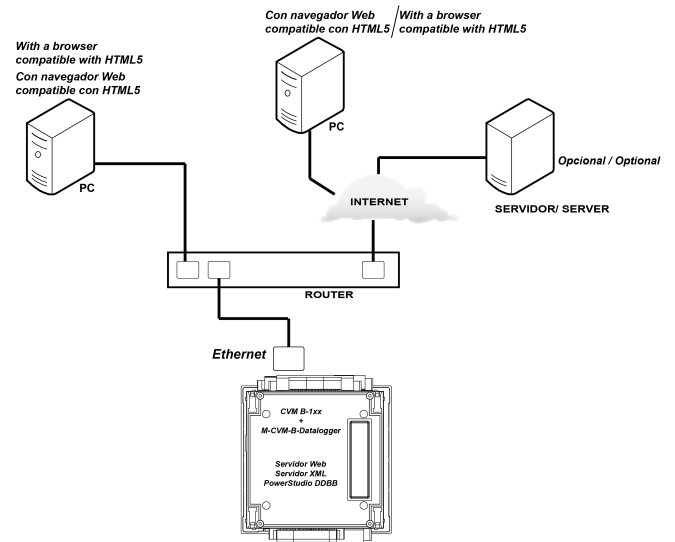 Con navegador Web / With a browser
compatible con HTML5 / compatible with HTML5
With a browser
compatible with HTML5
Con navegador Web
compatible con HTML5
PC
PC
Opcional / Optional
INTERNET
SERVIDOR/ SERVER
ROUTER
Ethernet
CVM B-1xx
+
M-CVM-B-Datalogger
Servidor Web
Servidor XML
PowerStudio DDBB